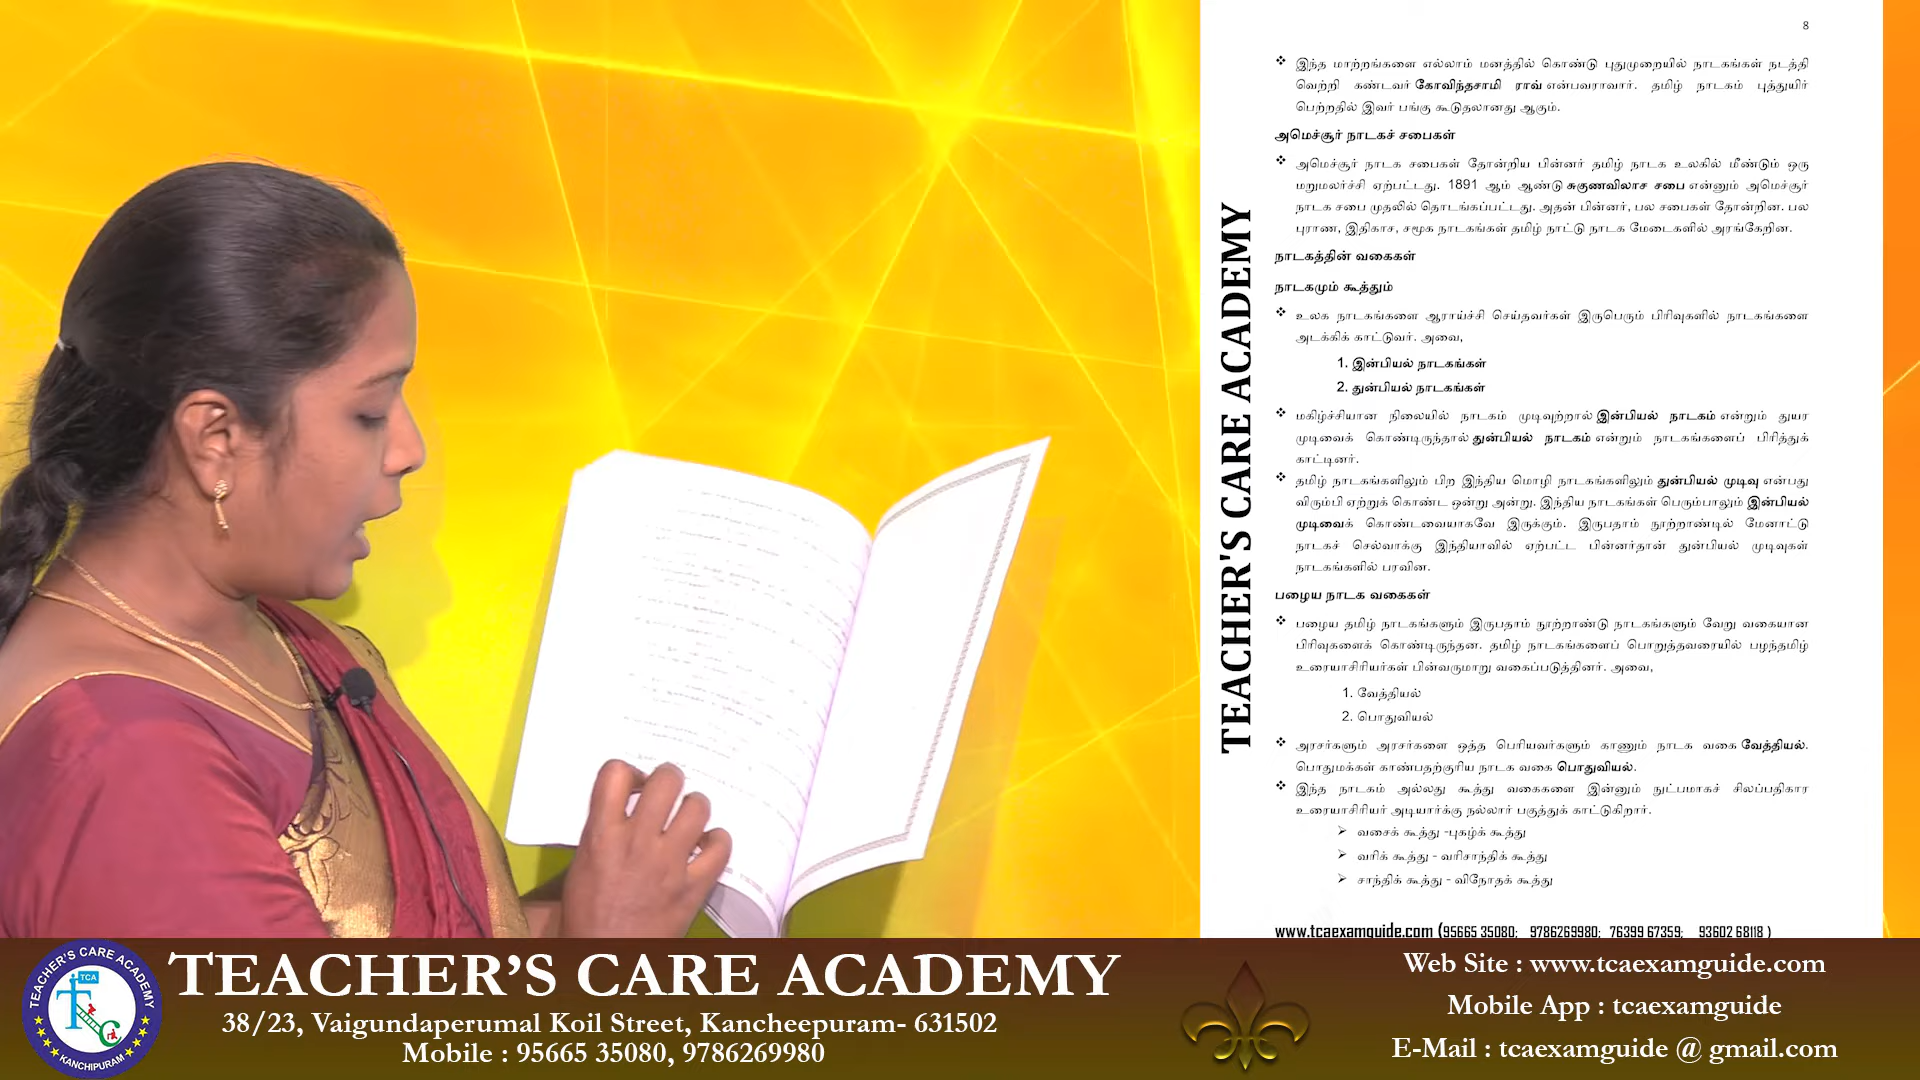 8
❖ இந்த மாற்றங்களை எல்லாம் மனத்தில் கொண்டு புதுமுறையில் நாடகங்கள் நடத்தி
வெற்றி கண்டவர் கோவிந்தசாமி ராவ் என்பவராவார். தமிழ் நாடகம் புத்துயிர்
பெற்றதில் இவர் பங்கு கூடுதலானது ஆகும்.
அமெச்சூர் நாடகச் சபைகள்
❖ அமெச்சூர் நாடக சபைகள் தோன்றிய பின்னர் தமிழ் நாடக உலகில் மீண்டும் ஒரு
மறுமலர்ச்சி ஏற்பட்டது. 1891 ஆம் ஆண்டு சுகுணவிலாச சபை என்னும் அமெச்சூர்
நாடக சபை முதலில் தொடங்கப்பட்டது. அதன் பின்னர், பல சபைகள் தோன்றின. பல
புராண, இதிகாச, சமூக நாடகங்கள் தமிழ் நாட்டு நாடக மேடைகளில் அரங்கேறின.
நாடகத்தின் வகைகள்
நாடகமும் கூத்தும்
❖ உலக நாடகங்களை ஆராய்ச்சி செய்தவர்கள் இருபெரும் பிரிவுகளில் நாடகங்களை
அடக்கிக் காட்டுவர். அவை,
1. இன்பியல் நாடகங்கள்
2. துன்பியல் நாடகங்கள்
❖ மகிழ்ச்சியான நிலையில் நாடகம் முடிவுற்றால் இன்பியல் நாடகம் என்றும் துயர
முடிவைக் கொண்டிருந்தால் துன்பியல் நாடகம் என்றும் நாடகங்களைப் பிரித்துக்
காட்டினர்.
❖ தமிழ் நாடகங்களிலும் பிற இந்திய மொழி நாடகங்களிலும் துன்பியல் முடிவு என்பது
விரும்பி ஏற்றுக் கொண்ட ஒன்று அன்று. இந்திய நாடகங்கள் பெரும்பாலும் இன்பியல்
முடிவைக் கொண்டவையாகவே இருக்கும். இருபதாம் நூற்றாண்டில் மேனாட்டு
நாடகச் செல்வாக்கு இந்தியாவில் ஏற்பட்ட பின்னர்தான் துன்பியல் முடிவுகள்
நாடகங்களில் பரவின.
பழைய நாடக வகைகள்
❖ பழைய தமிழ் நாடகங்களும் இருபதாம் நூற்றாண்டு நாடகங்களும் வேறு வகையான
பிரிவுகளைக் கொண்டிருந்தன. தமிழ் நாடகங்களைப் பொறுத்தவரையில் பழந்தமிழ்
உரையாசிரியர்கள் பின்வருமாறு வகைப்படுத்தினர். அவை,
1. வேத்தியல்
2. பொதுவியல்
❖ அரசர்களும் அரசர்களை ஒத்த பெரியவர்களும் காணும் நாடக வகை வேத்தியல்.
பொதுமக்கள் காண்பதற்குரிய நாடக வகை பொதுவியல்.
❖ இந்த நாடகம் அல்லது கூத்து வகைகளை இன்னும் நுட்பமாகச் சிலப்பதிகார
உரையாசிரியர் அடியார்க்கு நல்லார் பகுத்துக் காட்டுகிறார்.
➢ வசைக் கூத்து -புகழ்க் கூத்து
➢ வரிக் கூத்து - வரிசாந்திக் கூத்து
➢ சாந்திக் கூத்து - விநோதக் கூத்து
www.tcaexamguide.com (95665 35080; 9786269980; 76399 67359; 93602 68118 )
TEACHER'S CARE ACADEMY
TEACHER'S CARE ACADEMY
TCA
KANCHIPURAM
TEACHER’S CARE ACADEMY
38/23, Vaigundaperumal Koil Street, Kancheepuram- 631502
Mobile : 95665 35080, 9786269980
Web Site : www.tcaexamguide.com
Mobile App : tcaexamguide
E-Mail : tcaexamguide @ gmail.com